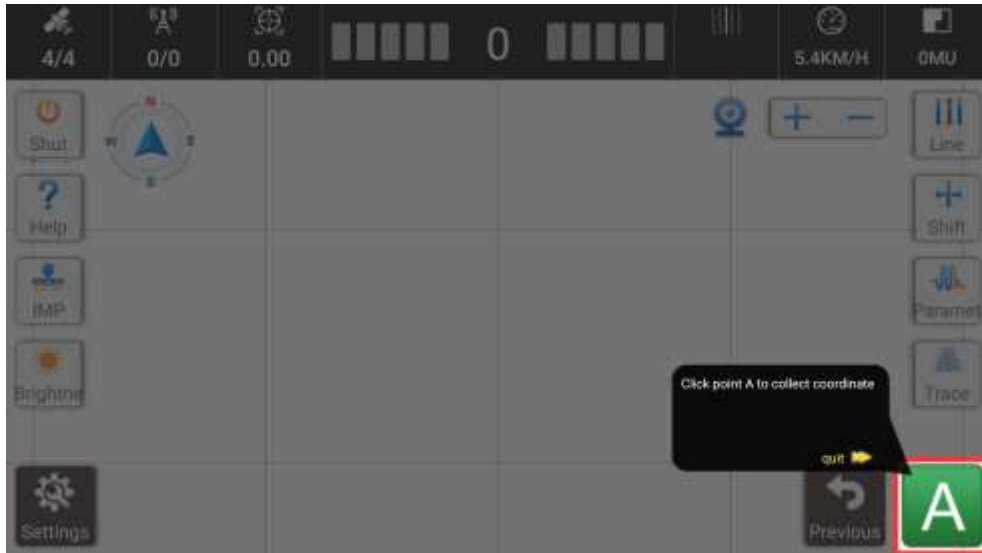 4/4
0/0
0.00
0
5.4KM/H
0MU
Shut
N
W
E
S
Line
Help
Shift
IMP
Paramet
Brightne
Trace
Click point A to collect coordinate
quit
Settings
Previous
A